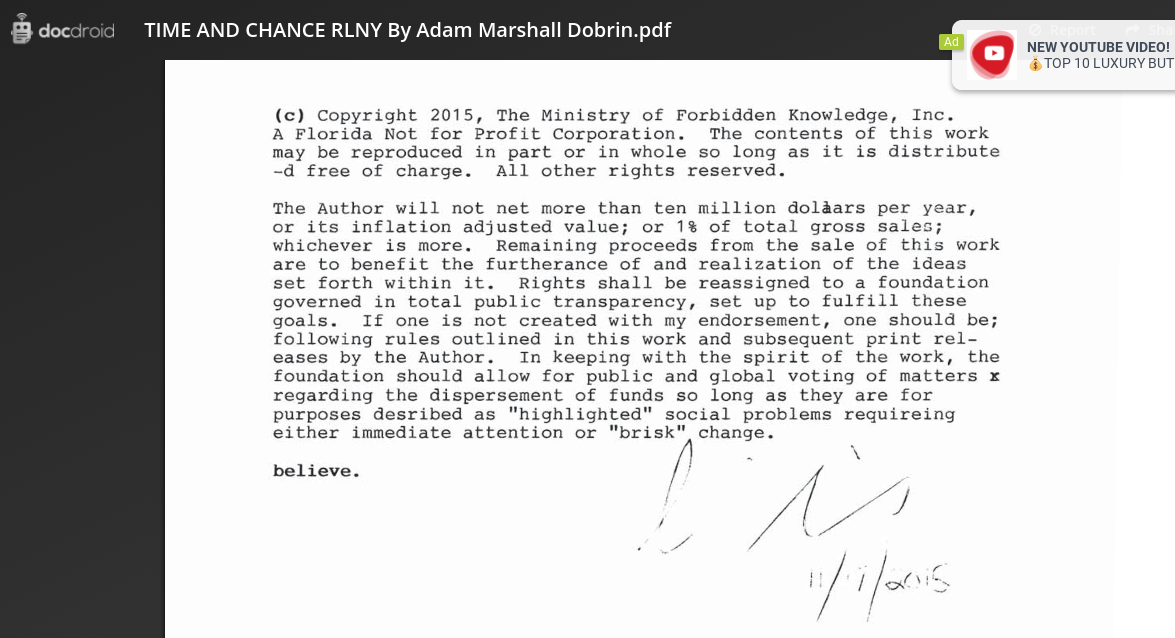 docdroid
TIME AND CHANCE RLNY By Adam Marshall Dobrin.pdf
Report
Sha
Ad
NEW YOUTUBE VIDEO!
💰TOP 10 LUXURY BUT
(c) Copyright 2015, The Ministry of Forbidden Knowledge, Inc.
A Florida Not for Profit Corporation. The contents of this work
may be reproduced in part or in whole so long as it is distribute
-d free of charge. All other rights reserved.
The Author will not net more than ten million dollaars per year,
or its inflation adjusted value; or 1% of total gross sales;
whichever is more. Remaining proceeds from the sale of this work
are to benefit the furtherance of and realization of the ideas
set forth within it. Rights shall be reassigned to a foundation
governed in total public transparency, set up to fulfill these
goals. If one is not created with my endorsement, one should be;
following rules outlined in this work and subsequent print rel-
eases by the Author. In keeping with the spirit of the work, the
foundation should allow for public and global voting of matters x
regarding the dispersement of funds so long as they are for
purposes desribed as "highlighted" social problems requireing
either immediate attention or "brisk" change.
believe.
11/17/2015